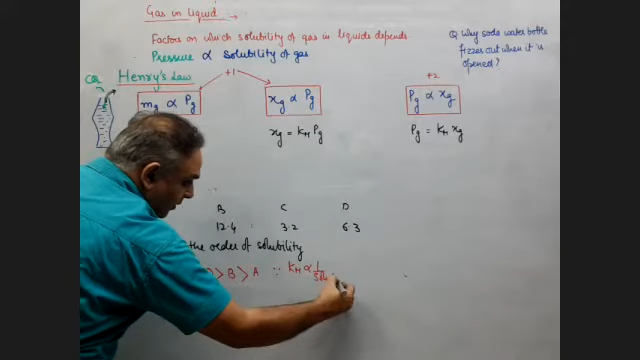 Gas in liquid →
Factors on which solubility of gas in liquids depends
Pressure ∝ solubility of gas
Q Why soda water bottle
fizzes out when it is
opened?
CQ
Henry's Law
+1
+2
mg ∝ Pg
xg ∝ Pg
Pg ∝ xg
xg = KH Pg
Pg = KH xg
B C D
12.4 3.2 6.3
the order of solubility
> B > A ∵ KH ∝ 1/